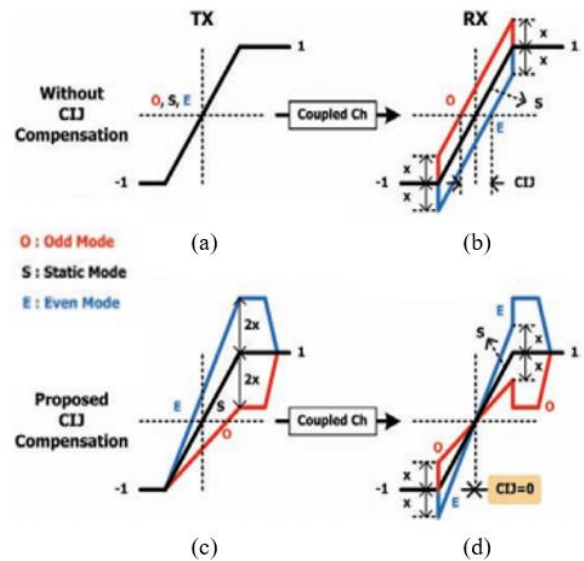 TX
RX
Without
CIJ
Compensation
O, S, E
1
-1
Coupled Ch
O
S
E
x
x
x
x
1
-1
CIJ
(a)
(b)
O : Odd Mode
S : Static Mode
E : Even Mode
Proposed
CIJ
Compensation
E
S
O
2x
2x
1
-1
Coupled Ch
E
S
O
O
E
x
x
x
x
1
-1
CIJ=0
(c)
(d)